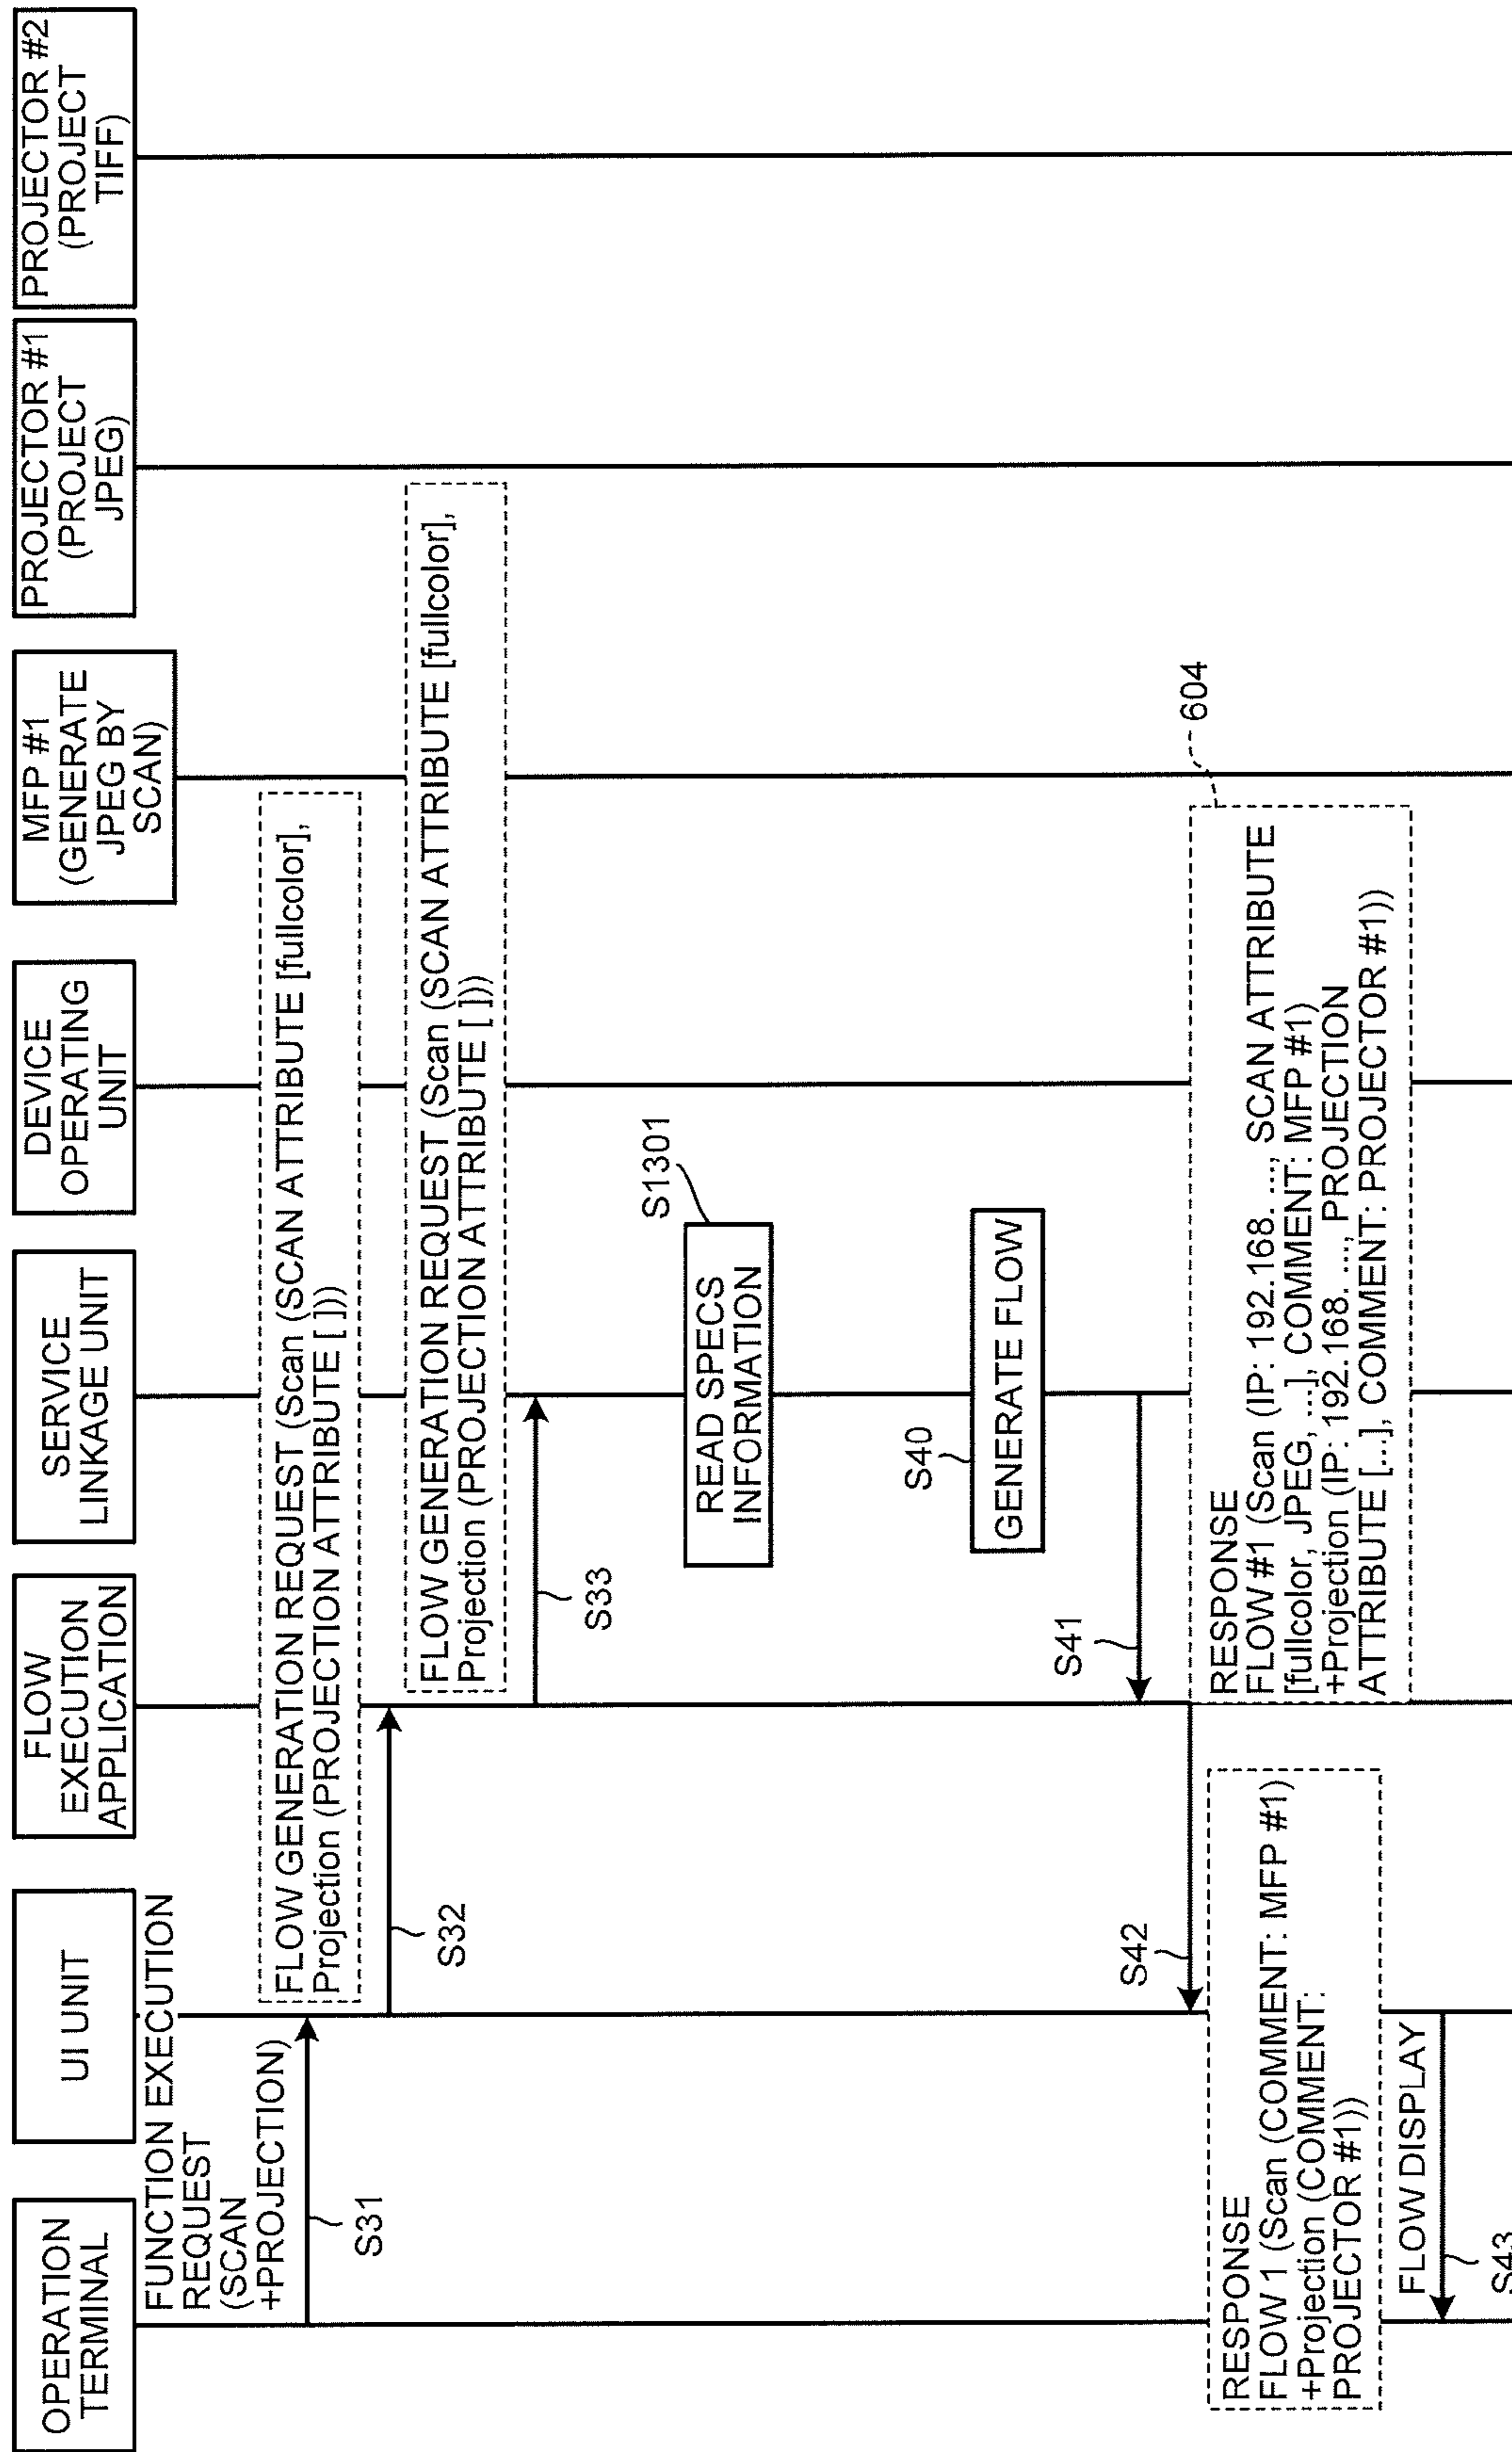 OPERATION
TERMINAL
UI UNIT
FLOW
EXECUTION
APPLICATION
SERVICE
LINKAGE UNIT
DEVICE
OPERATING
UNIT
MFP #1
(GENERATE
JPEG BY
SCAN)
PROJECTOR #1
(PROJECT
JPEG)
PROJECTOR #2
(PROJECT
TIFF)
FUNCTION EXECUTION
REQUEST
(SCAN
+PROJECTION)
S31
FLOW GENERATION REQUEST (Scan (SCAN ATTRIBUTE [fullcolor],
Projection (PROJECTION ATTRIBUTE [ ]))
S32
FLOW GENERATION REQUEST (Scan (SCAN ATTRIBUTE [fullcolor],
Projection (PROJECTION ATTRIBUTE [ ]))
S33
S1301
READ SPECS
INFORMATION
S40
GENERATE FLOW
S41
604
RESPONSE
FLOW #1 (Scan (IP: 192.168. ..., SCAN ATTRIBUTE
[fullcolor, JPEG, ...], COMMENT: MFP #1)
+Projection (IP: 192.168. ..., PROJECTION
ATTRIBUTE [...], COMMENT: PROJECTOR #1))
S42
RESPONSE
FLOW 1 (Scan (COMMENT: MFP #1)
+Projection (COMMENT:
PROJECTOR #1))
FLOW DISPLAY
S43